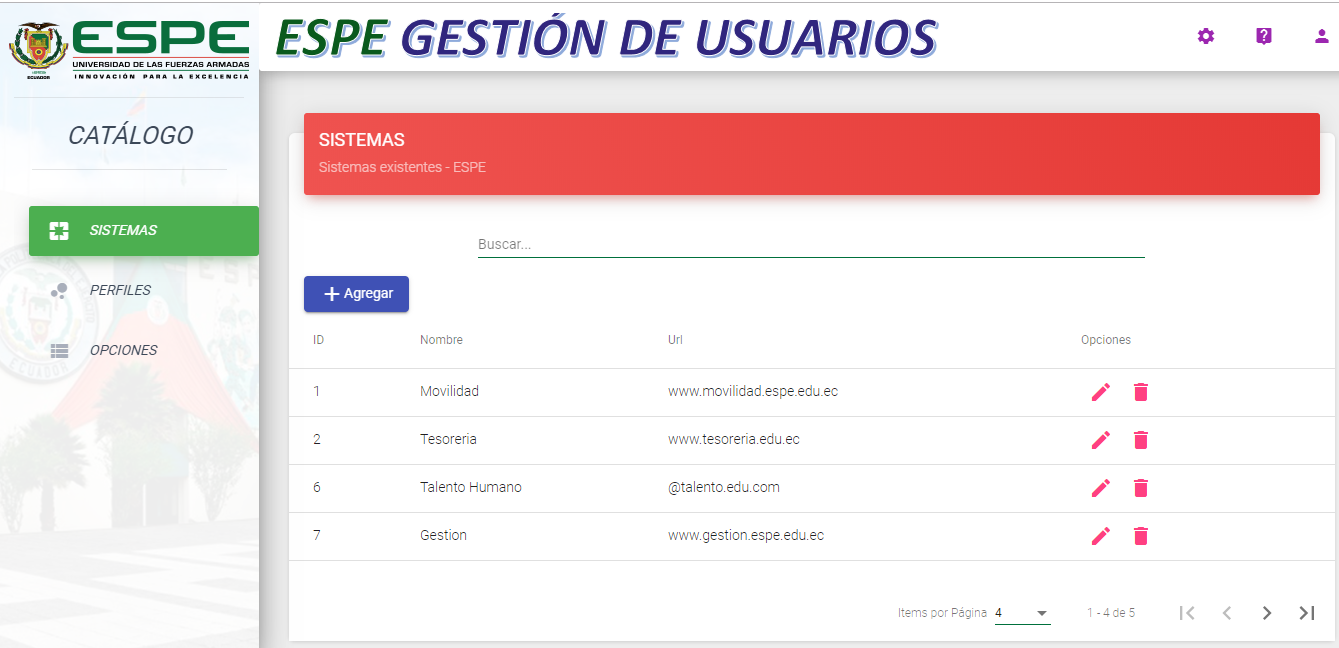 ESPE
UNIVERSIDAD DE LAS FUERZAS ARMADAS
INNOVACIÓN PARA LA EXCELENCIA
ECUADOR
ESPE GESTIÓN DE USUARIOS
CATÁLOGO
SISTEMAS
PERFILES
OPCIONES
SISTEMAS
Sistemas existentes - ESPE
Buscar...
Agregar
ID Nombre Url Opciones
1 Movilidad www.movilidad.espe.edu.ec
2 Tesoreria www.tesoreria.edu.ec
6 Talento Humano @talento.edu.com
7 Gestion www.gestion.espe.edu.ec
Items por Página 4 1 - 4 de 5